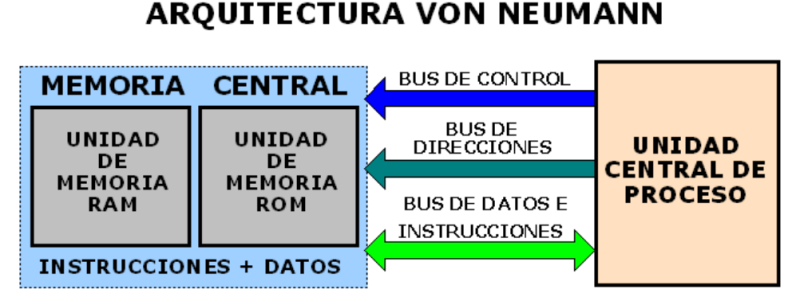 ARQUITECTURA VON NEUMANN
MEMORIA CENTRAL
UNIDAD
DE
MEMORIA
RAM
UNIDAD
DE
MEMORIA
ROM
INSTRUCCIONES + DATOS
BUS DE CONTROL
BUS DE
DIRECCIONES
BUS DE DATOS E
INSTRUCCIONES
UNIDAD
CENTRAL DE
PROCESO